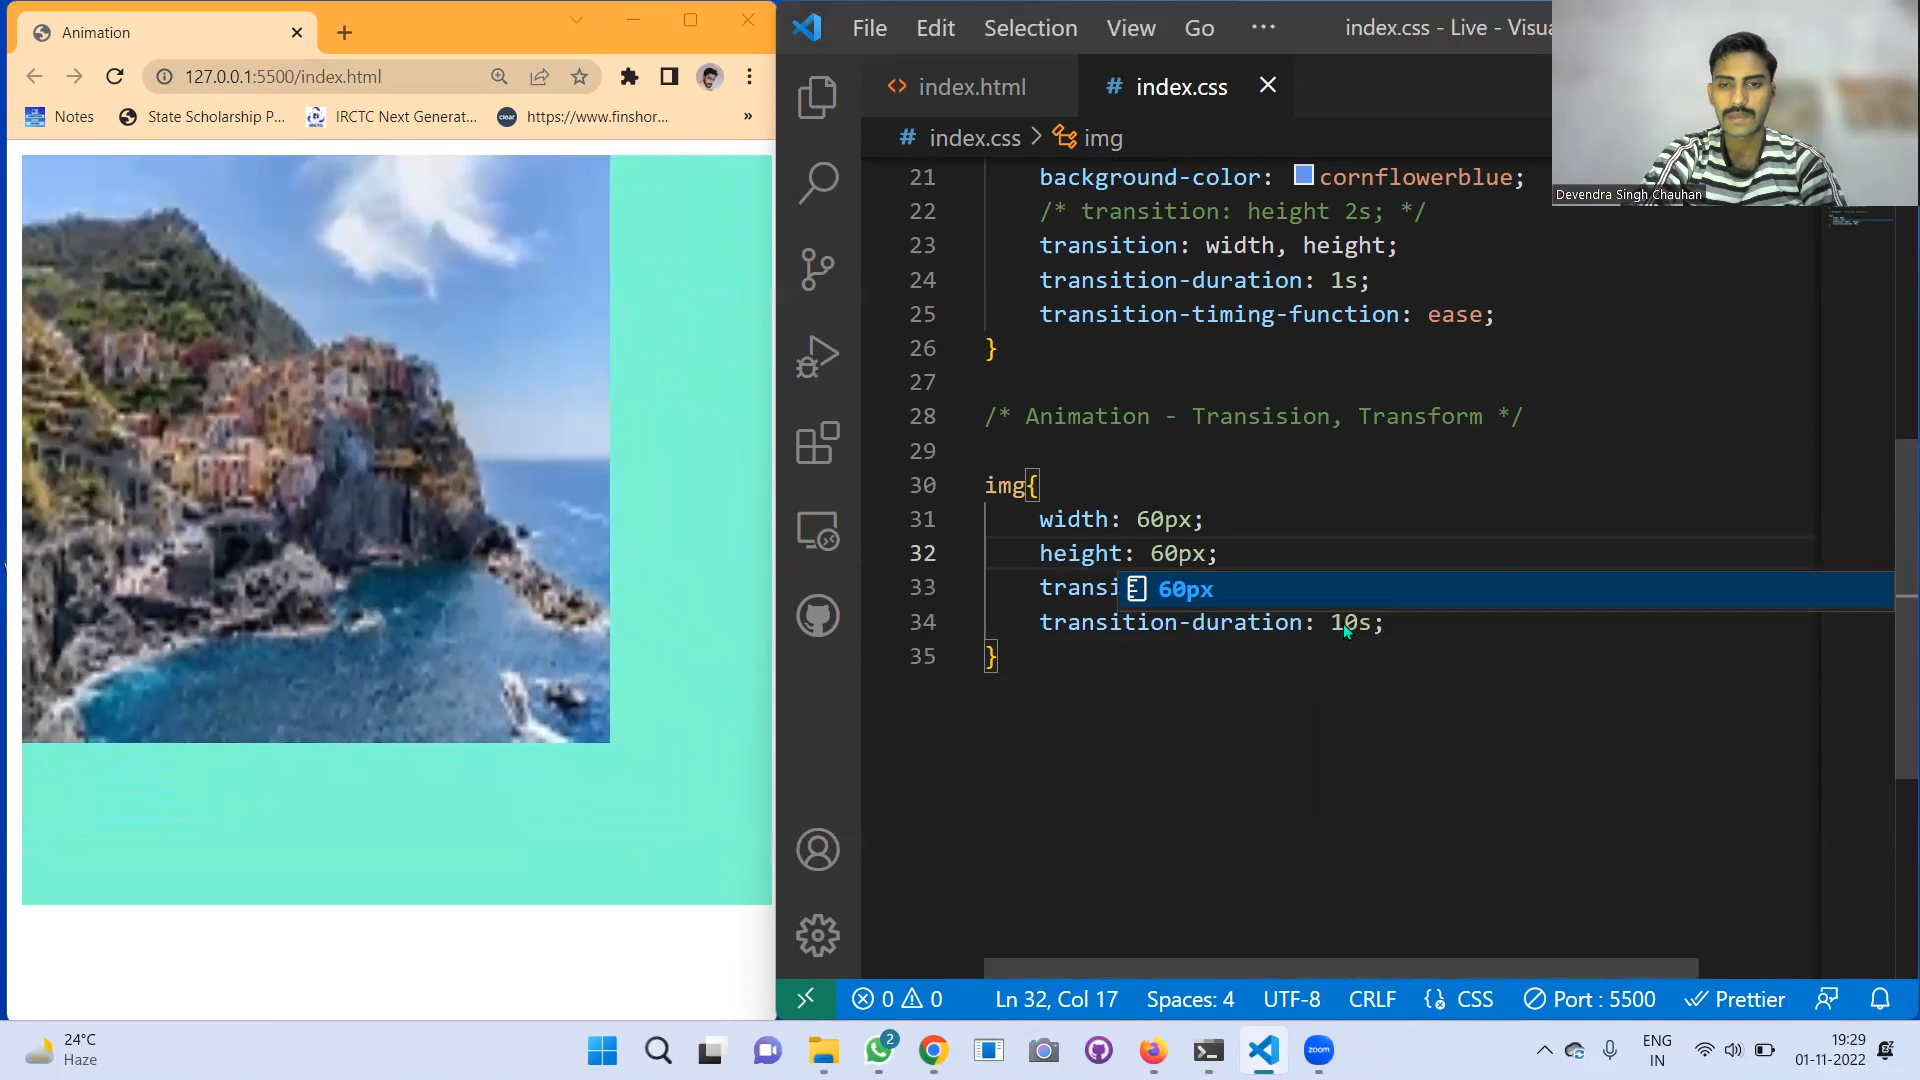 Animation
127.0.0.1:5500/index.html
Notes
State Scholarship P...
IRCTC Next Generat...
clear
https://www.finshor...
»
File Edit Selection View Go ···
index.css - Live - Visua
index.html
# index.css
# index.css > img
21 background-color: cornflowerblue;
22 /* transition: height 2s; */
23 transition: width, height;
24 transition-duration: 1s;
25 transition-timing-function: ease;
26 }
27
28 /* Animation - Transision, Transform */
29
30 img{
31 width: 60px;
32 height: 60px;
33 transi
60px
34 transition-duration: 10s;
35 }
Devendra Singh Chauhan
0 0
Ln 32, Col 17
Spaces: 4
UTF-8
CRLF
CSS
Port : 5500
Prettier
24°C
Haze
2
zoom
ENG
IN
19:29
01-11-2022